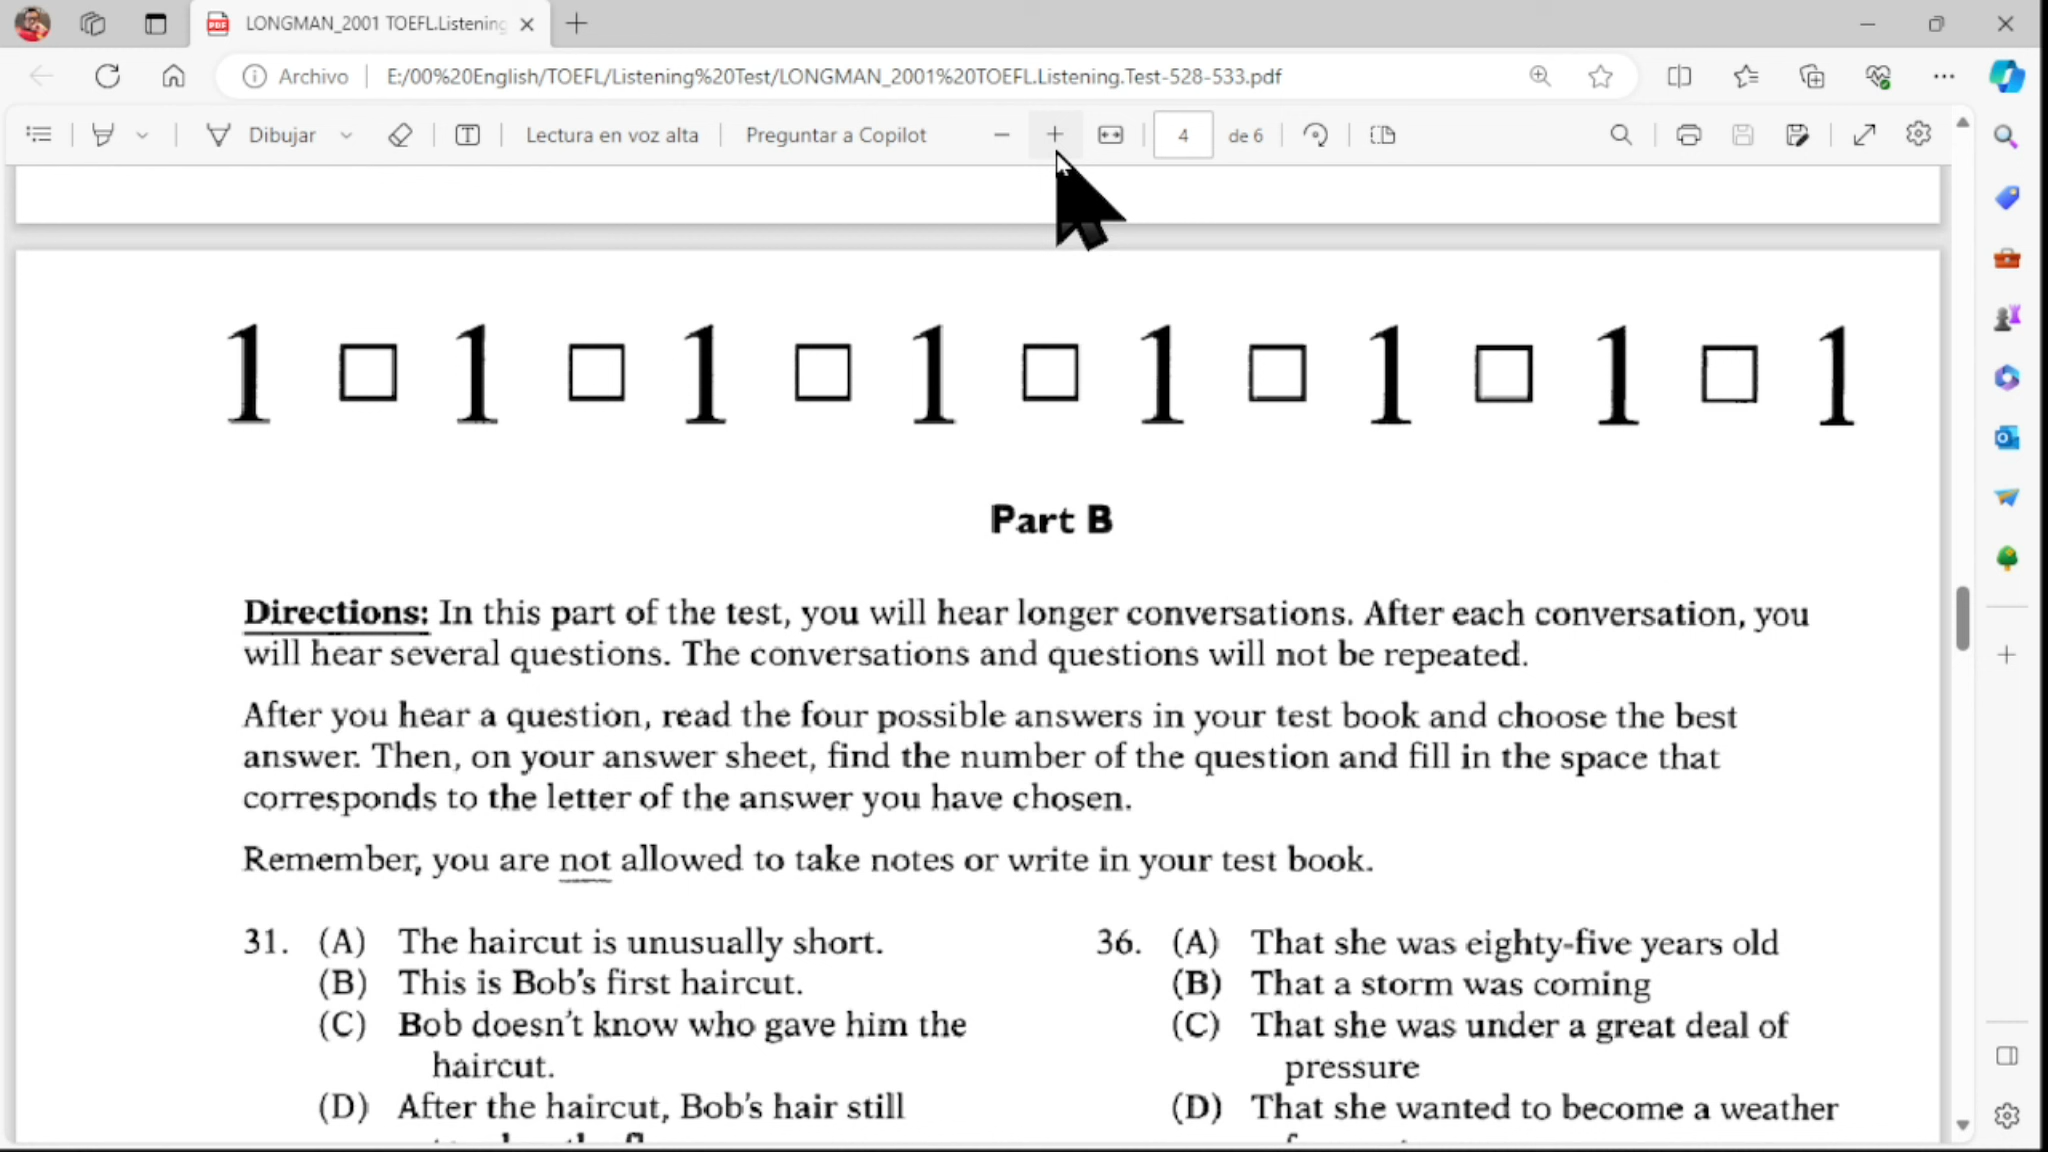 LONGMAN_2001 TOEFL.Listening
Archivo
E:/00%20English/TOEFL/Listening%20Test/LONGMAN_2001%20TOEFL.Listening.Test-528-533.pdf
Dibujar
Lectura en voz alta
Preguntar a Copilot
4
de 6
1 □ 1 □ 1 □ 1 □ 1 □ 1 □ 1 □ 1
Part B
Directions: In this part of the test, you will hear longer conversations. After each conversation, you
will hear several questions. The conversations and questions will not be repeated.
After you hear a question, read the four possible answers in your test book and choose the best
answer. Then, on your answer sheet, find the number of the question and fill in the space that
corresponds to the letter of the answer you have chosen.
Remember, you are not allowed to take notes or write in your test book.
31. (A) The haircut is unusually short.
(B) This is Bob's first haircut.
(C) Bob doesn't know who gave him the
haircut.
(D) After the haircut, Bob's hair still
36. (A) That she was eighty-five years old
(B) That a storm was coming
(C) That she was under a great deal of
pressure
(D) That she wanted to become a weather